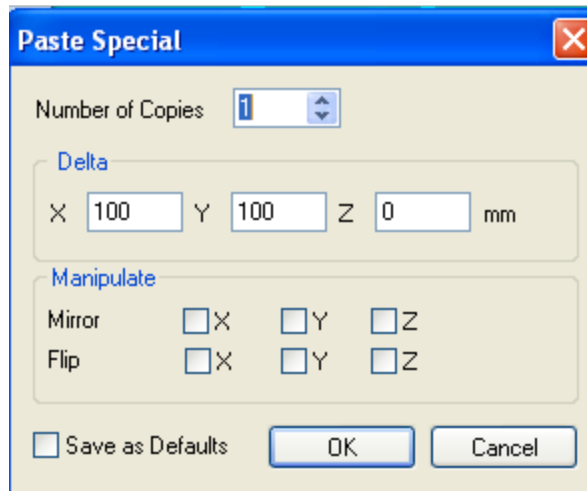 Paste Special
Number of Copies 1
Delta
X 100 Y 100 Z 0 mm
Manipulate
Mirror X Y Z
Flip X Y Z
Save as Defaults OK Cancel